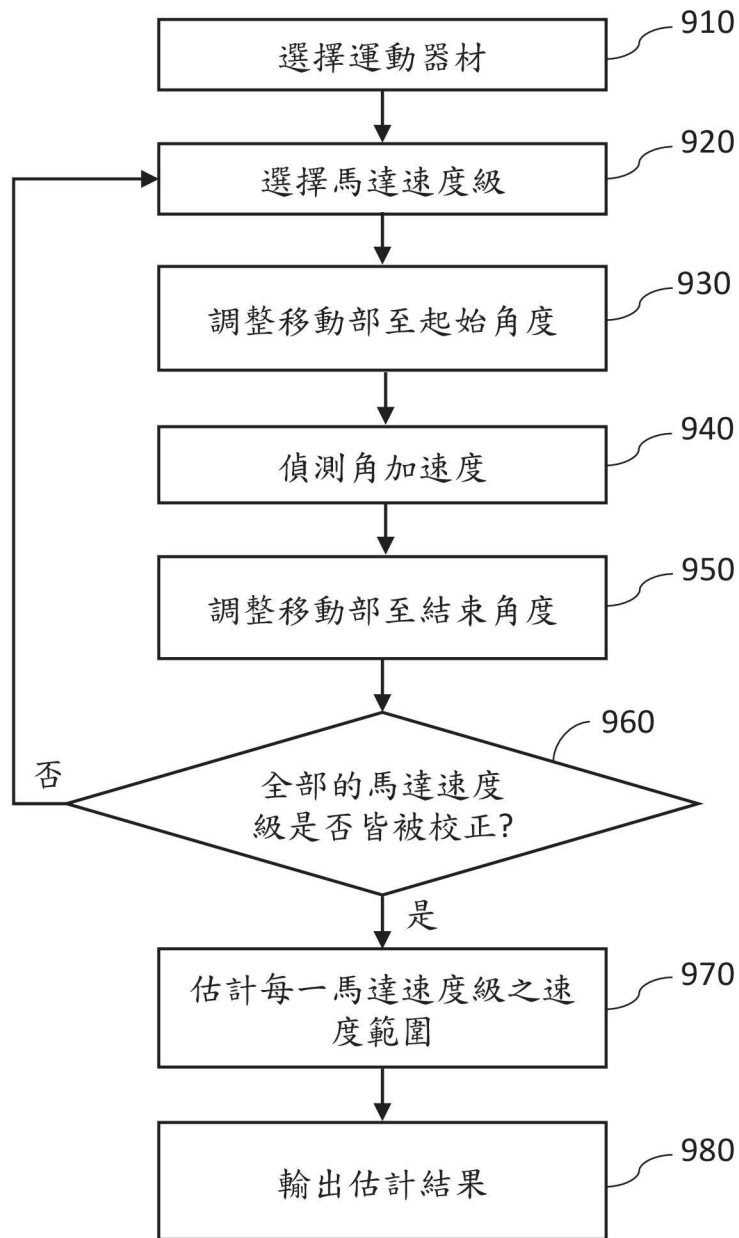 910
選擇運動器材
920
選擇馬達速度級
930
調整移動部至起始角度
940
偵測角加速度
950
調整移動部至結束角度
960
否
全部的馬達速度
級是否皆被校正?
是
970
估計每一馬達速度級之速
度範圍
980
輸出估計結果